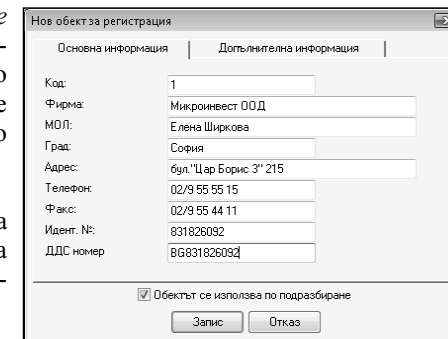 Нов обект за регистрация
Основна информация Допълнителна информация
Код: 1
Фирма: Микроинвест ООД
МОЛ: Елена Ширкова
Град: София
Адрес: бул."Цар Борис 3" 215
Телефон: 02/9 55 55 15
Факс: 02/9 55 44 11
Идент. №: 831826092
ДДС номер BG831826092
Обектът се използва по подразбиране
Запис Отказ